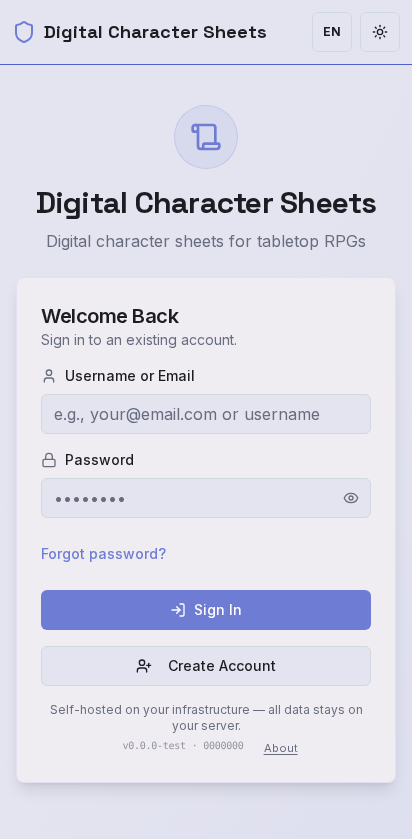 Digital Character Sheets
EN
Digital Character Sheets
Digital character sheets for tabletop RPGs
Welcome Back
Sign in to an existing account.
Username or Email
e.g., your@email.com or username
Password
••••••••
Forgot password?
Sign In
Create Account
Self-hosted on your infrastructure — all data stays on
your server.
v0.0.0-test · 0000000 About